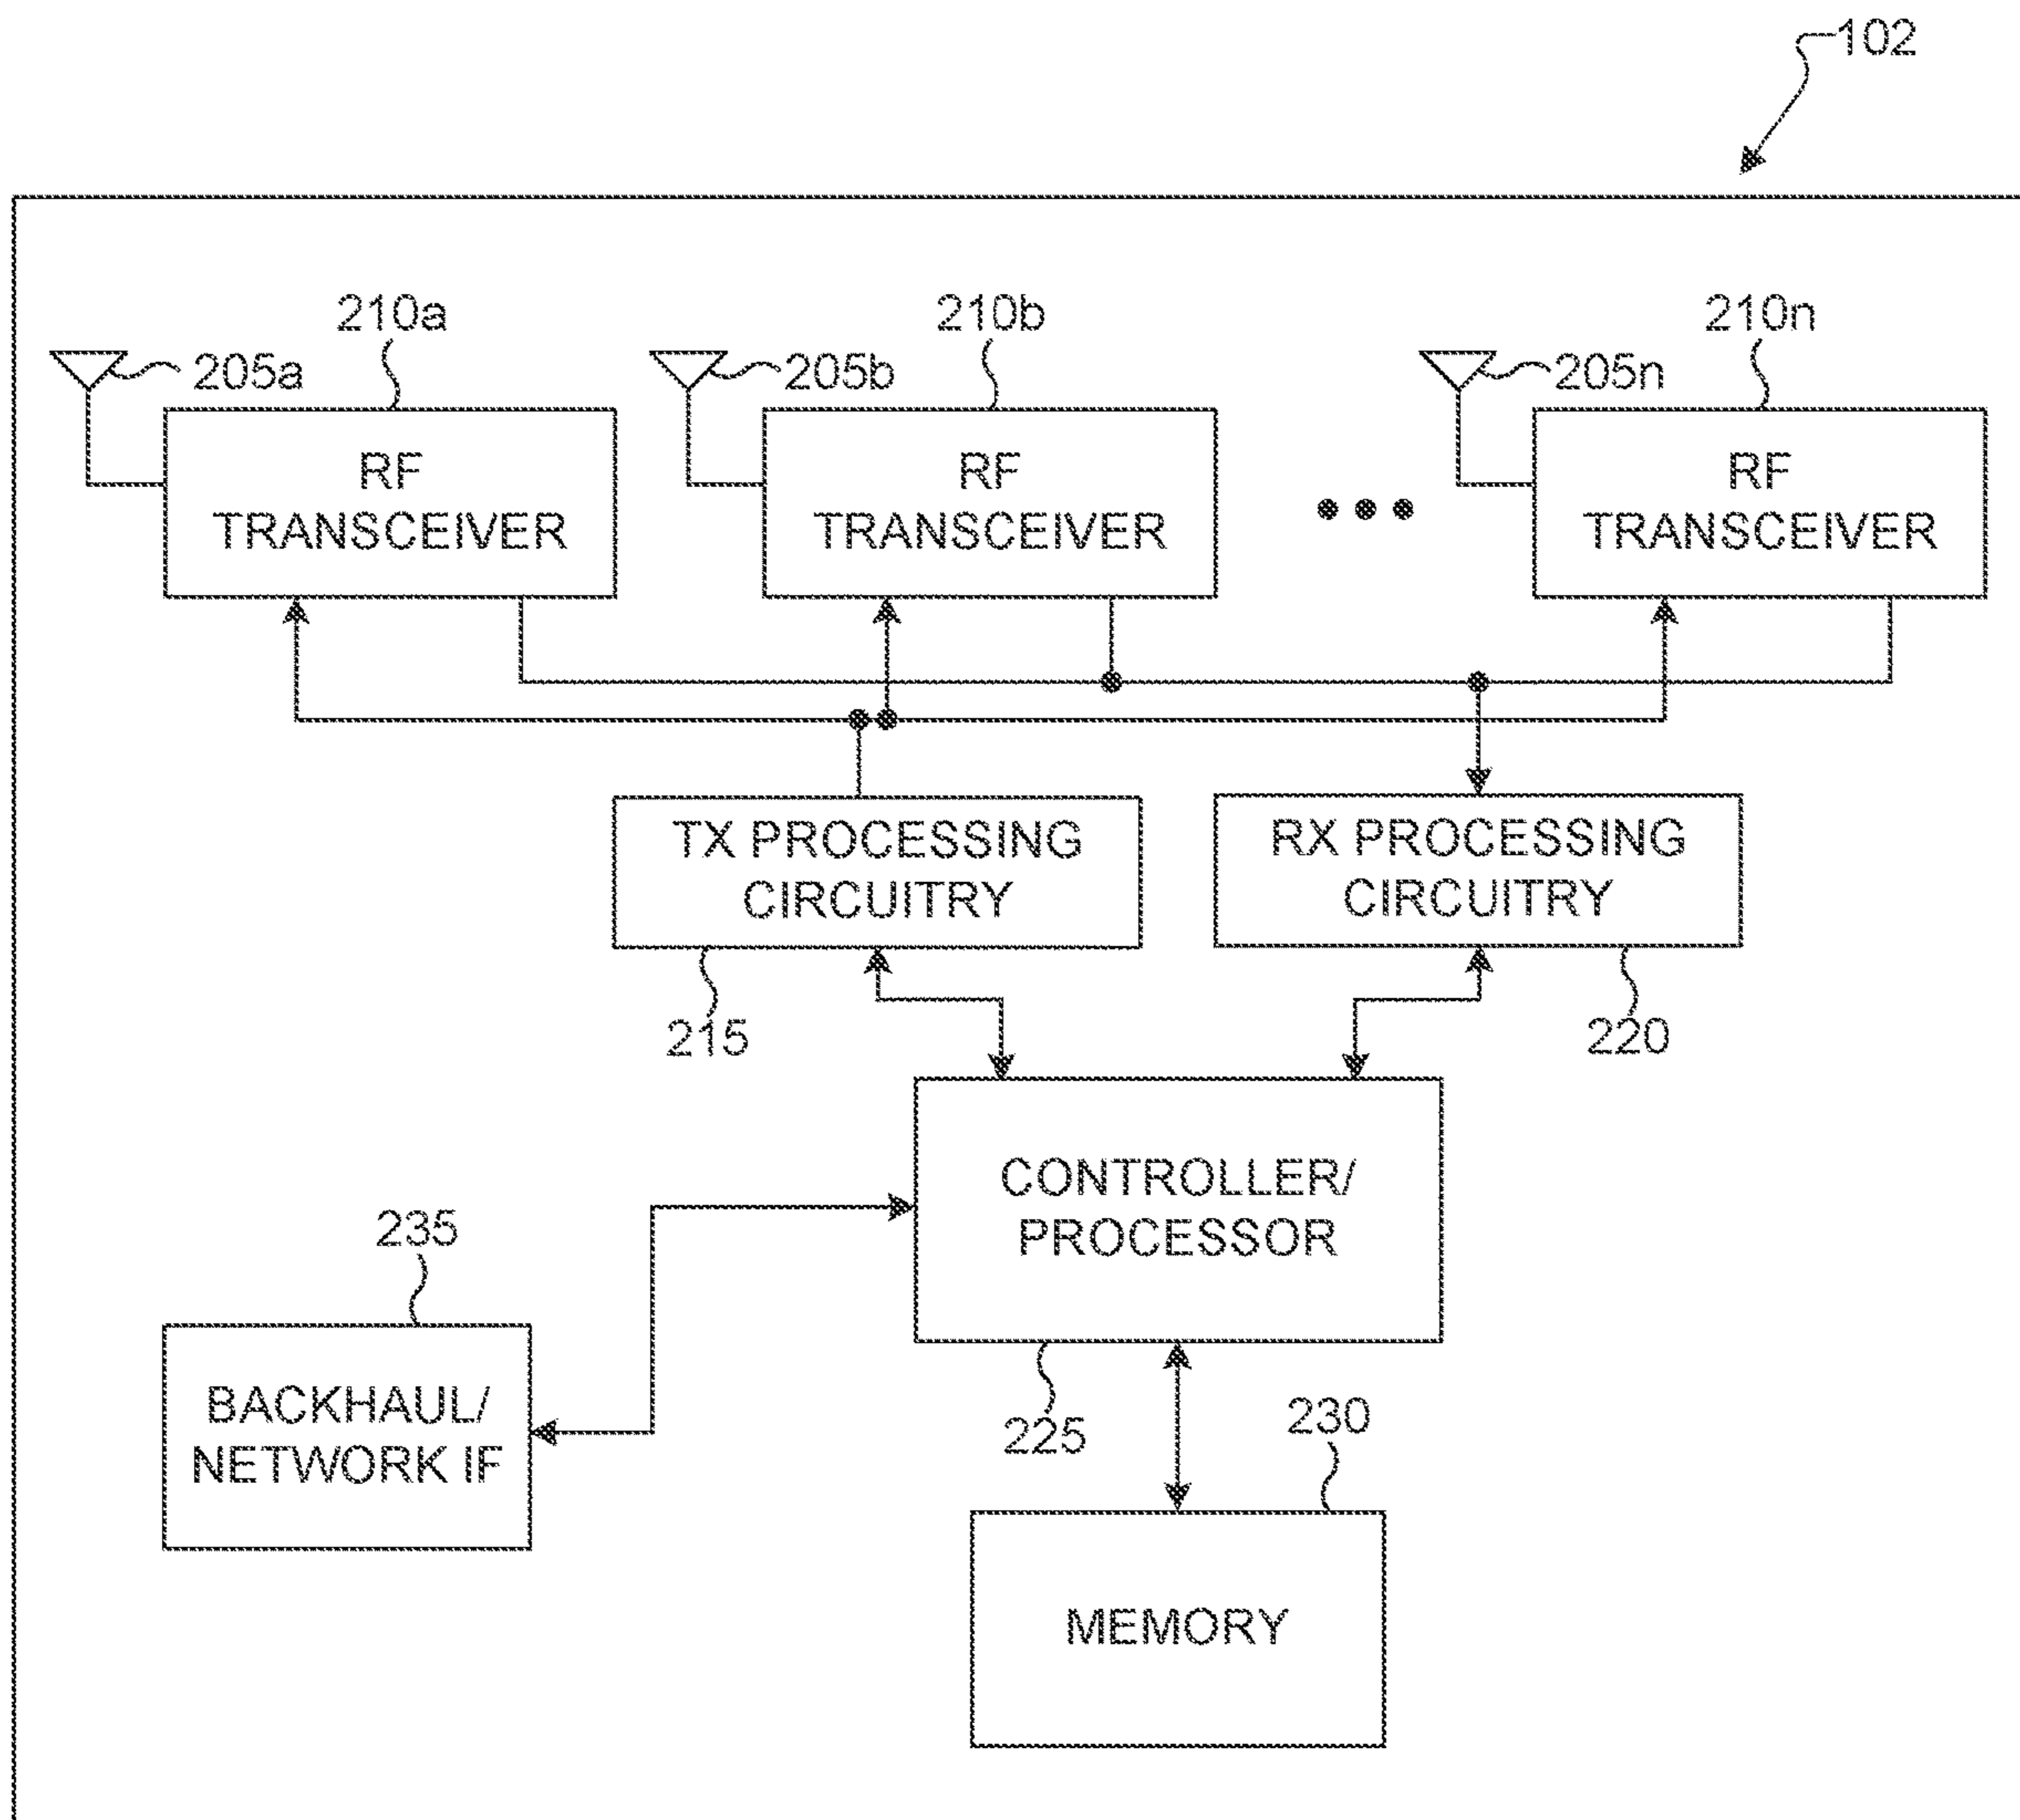 102
210a
210b
210n
205a
205b
205n
RF
TRANSCEIVER
RF
TRANSCEIVER
RF
TRANSCEIVER
TX PROCESSING
CIRCUITRY
RX PROCESSING
CIRCUITRY
215
220
CONTROLLER/
PROCESSOR
235
BACKHAUL/
NETWORK IF
225
230
MEMORY